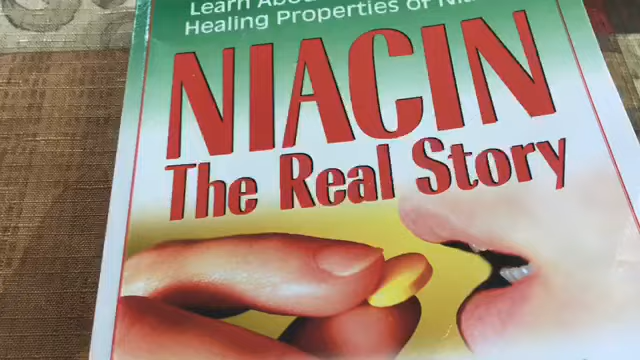 Learn About
Healing Properties of Nia
NIACIN
The Real Story